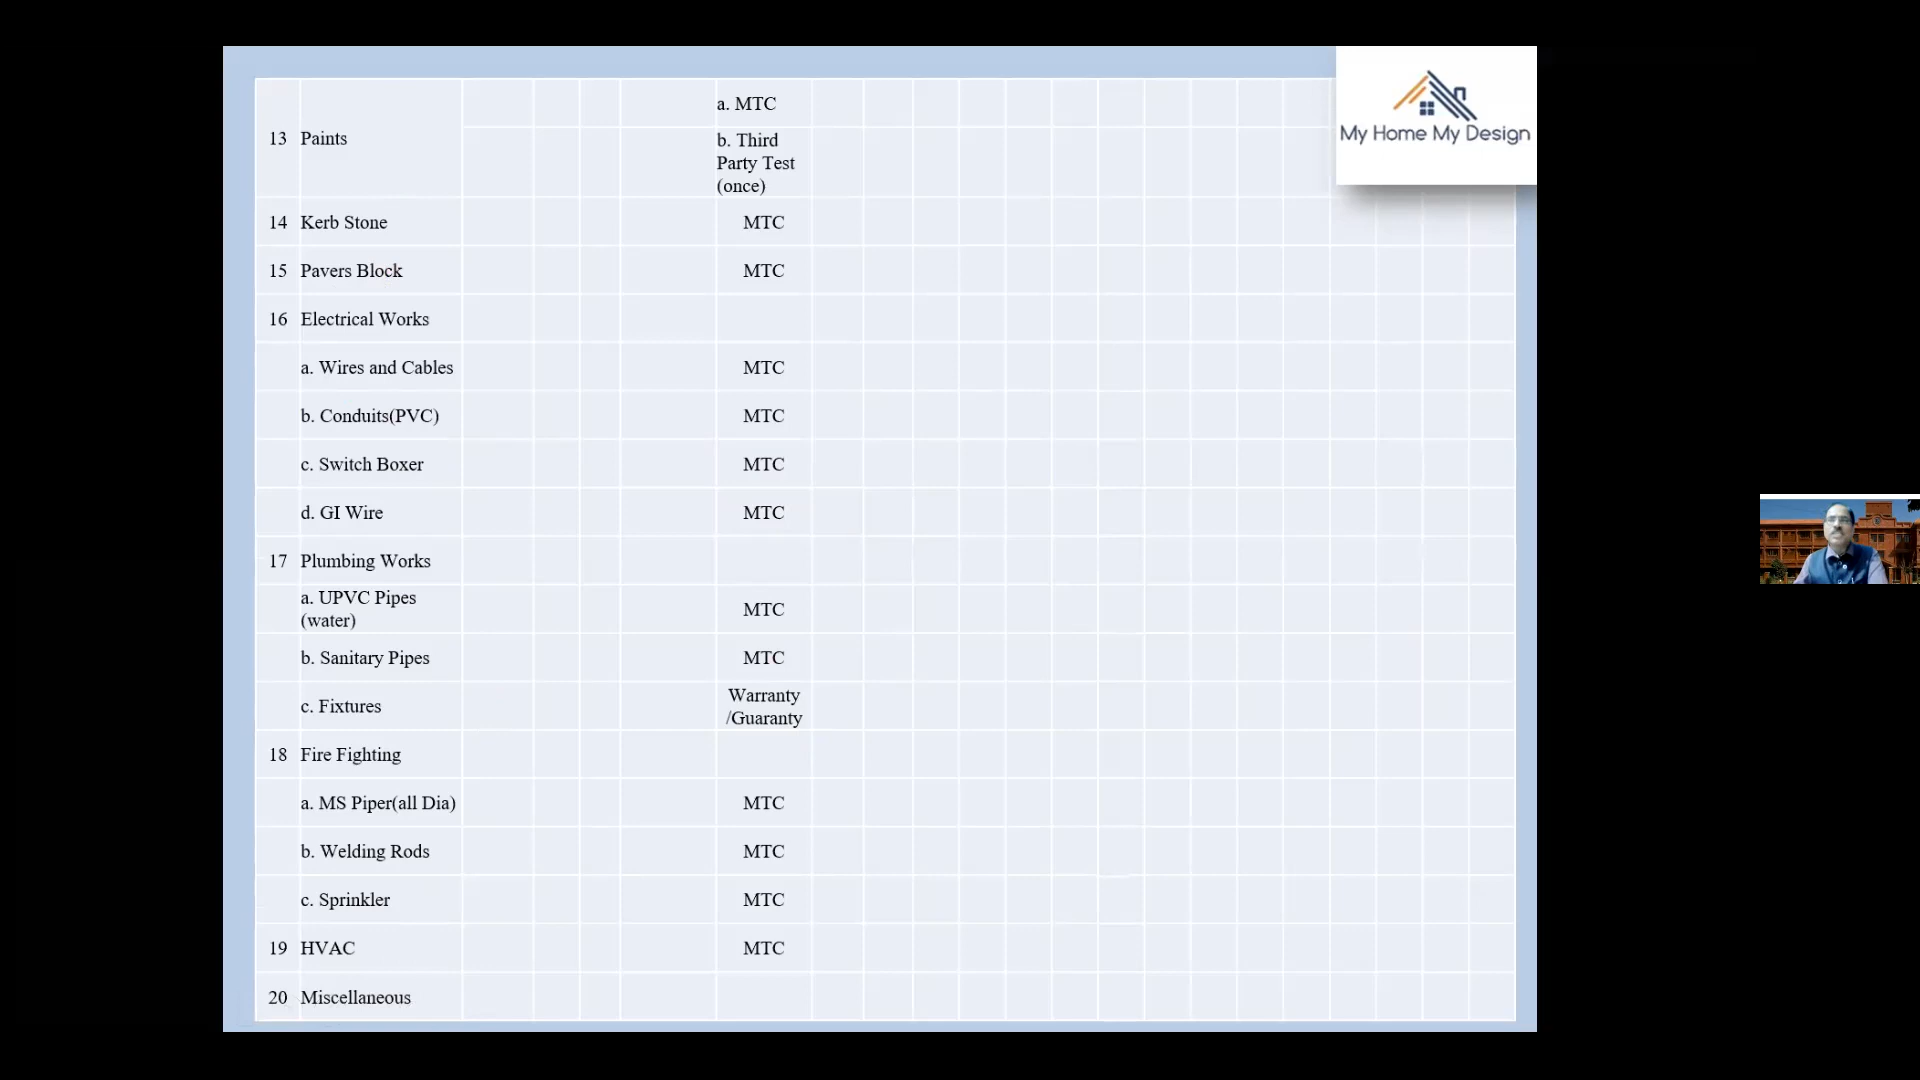 a. MTC
13 Paints
b. Third
Party Test
(once)
14 Kerb Stone MTC
15 Pavers Block MTC
16 Electrical Works
a. Wires and Cables MTC
b. Conduits(PVC) MTC
c. Switch Boxer MTC
d. GI Wire MTC
17 Plumbing Works
a. UPVC Pipes
(water) MTC
b. Sanitary Pipes MTC
c. Fixtures Warranty
/Guaranty
18 Fire Fighting
a. MS Piper(all Dia) MTC
b. Welding Rods MTC
c. Sprinkler MTC
19 HVAC MTC
20 Miscellaneous
My Home My Design